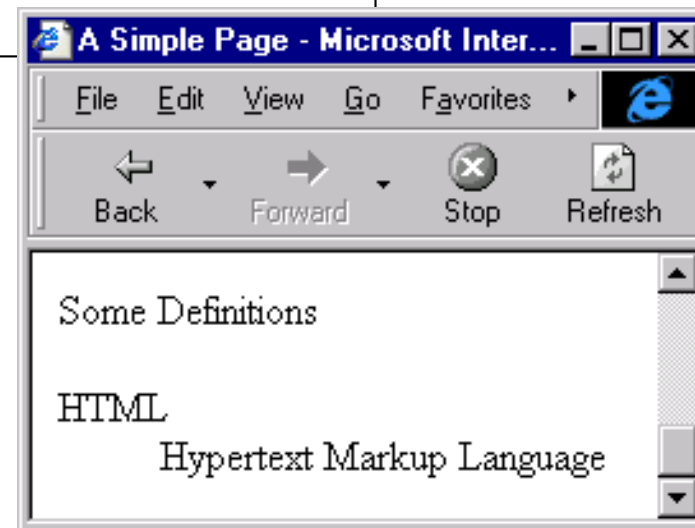 A Simple Page - Microsoft Inter...
File Edit View Go Favorites
Back Forward Stop Refresh
Some Definitions
HTML
Hypertext Markup Language